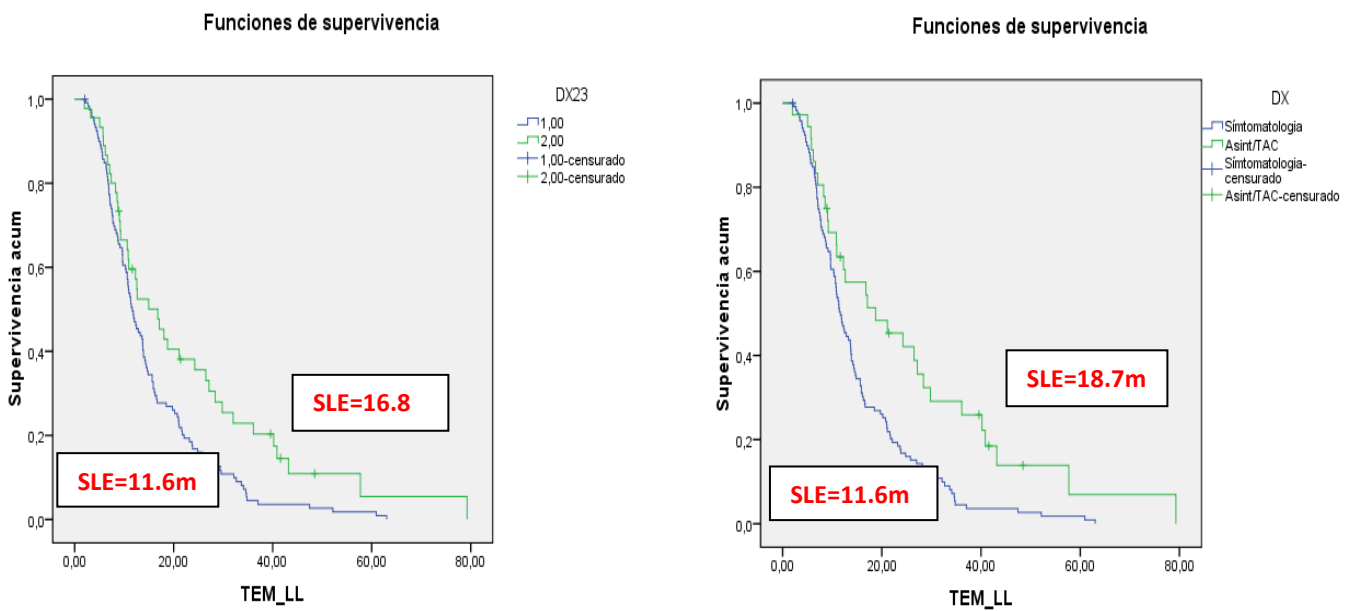 Funciones de supervivencia
DX23
1,00
2,00
1,00-censurado
2,00-censurado
Supervivencia acum
1,0
0,8
0,6
0,4
0,2
0,0
SLE=16.8
SLE=11.6m
0,00 20,00 40,00 60,00 80,00
TEM_LL
Funciones de supervivencia
DX
Símtomatologia
Asint/TAC
Símtomatologia-
censurado
Asint/TAC-censurado
Supervivencia acum
1,0
0,8
0,6
0,4
0,2
0,0
SLE=18.7m
SLE=11.6m
0,00 20,00 40,00 60,00 80,00
TEM_LL